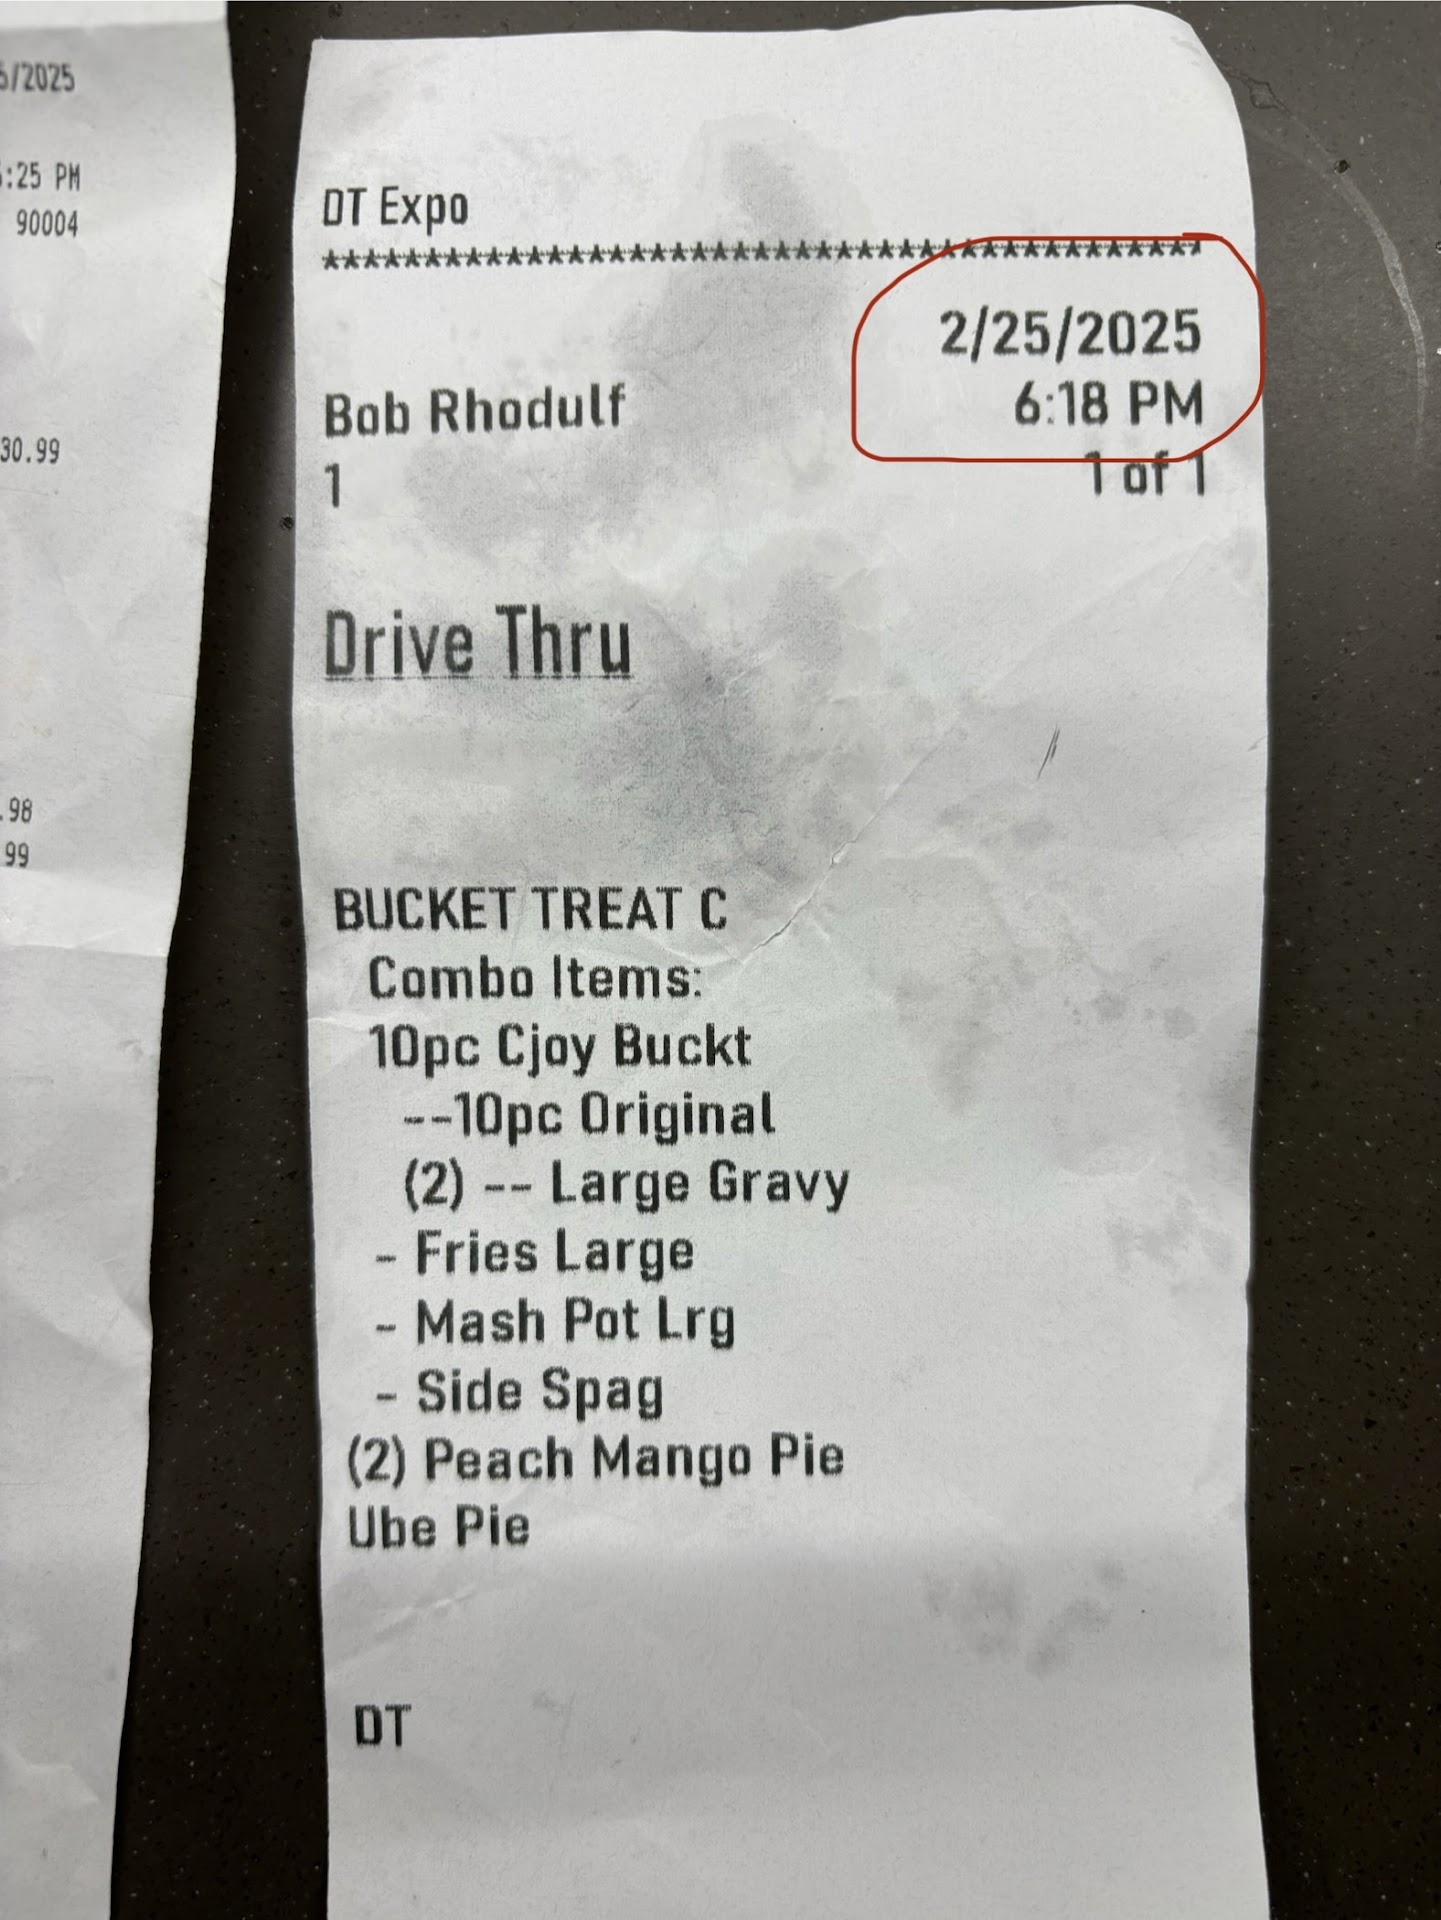 /2025
:25 PM
90004
30.99
.98
99
DT Expo
*******************************************
2/25/2025
Bob Rhodulf 6:18 PM
1 1 of 1
Drive Thru
BUCKET TREAT C
Combo Items:
10pc Cjoy Buckt
--10pc Original
(2) -- Large Gravy
- Fries Large
- Mash Pot Lrg
- Side Spag
(2) Peach Mango Pie
Ube Pie
DT